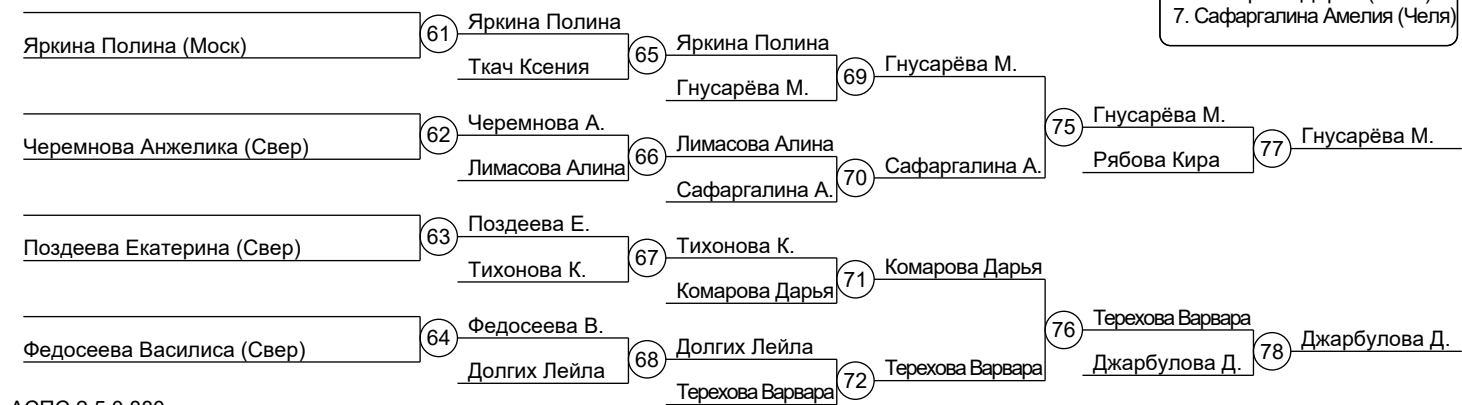 7. Сафаргалина Амелия (Челя)
Яркина Полина (Моск)
61
Яркина Полина
Ткач Ксения
65
Яркина Полина
Гнусарёва М.
69
Гнусарёва М.
Черемнова Анжелика (Свер)
62
Черемнова А.
Лимасова Алина
66
Лимасова Алина
Сафаргалина А.
70
Сафаргалина А.
75
Гнусарёва М.
Рябова Кира
77
Гнусарёва М.
Поздеева Екатерина (Свер)
63
Поздеева Е.
Тихонова К.
67
Тихонова К.
Комарова Дарья
71
Комарова Дарья
Федосеева Василиса (Свер)
64
Федосеева В.
Долгих Лейла
68
Долгих Лейла
Терехова Варвара
72
Терехова Варвара
76
Терехова Варвара
Джарбулова Д.
78
Джарбулова Д.